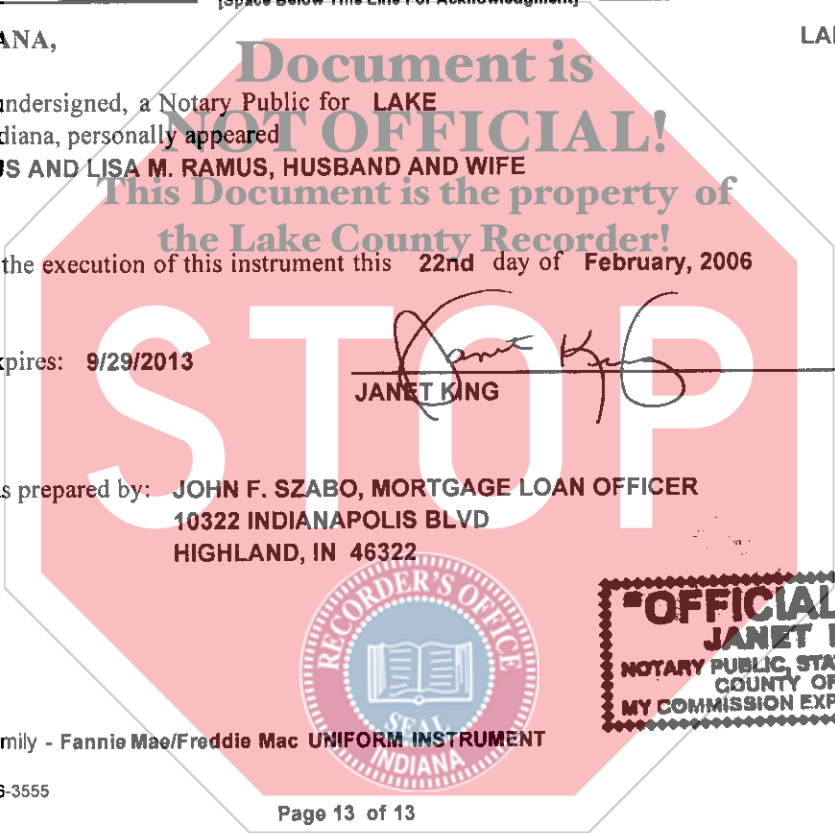 [Space Below This Line For Acknowledgment]
ANA,
LA
Document is
undersigned, a Notary Public for LAKE
NOT OFFICIAL!
diana, personally appeared
US AND LISA M. RAMUS, HUSBAND AND WIFE
This Document is the property of
the Lake County Recorder!
the execution of this instrument this 22nd day of February, 2006
STOP
xpires: 9/29/2013
Janet King
JANET KING
s prepared by: JOHN F. SZABO, MORTGAGE LOAN OFFICER
10322 INDIANAPOLIS BLVD
HIGHLAND, IN 46322
RECORDER'S OFFICE
SEAL
INDIANA
"OFFICIAL
JANET
NOTARY PUBLIC, STA
COUNTY OF
MY COMMISSION EXP
mily - Fannie Mae/Freddie Mac UNIFORM INSTRUMENT
6-3555
Page 13 of 13